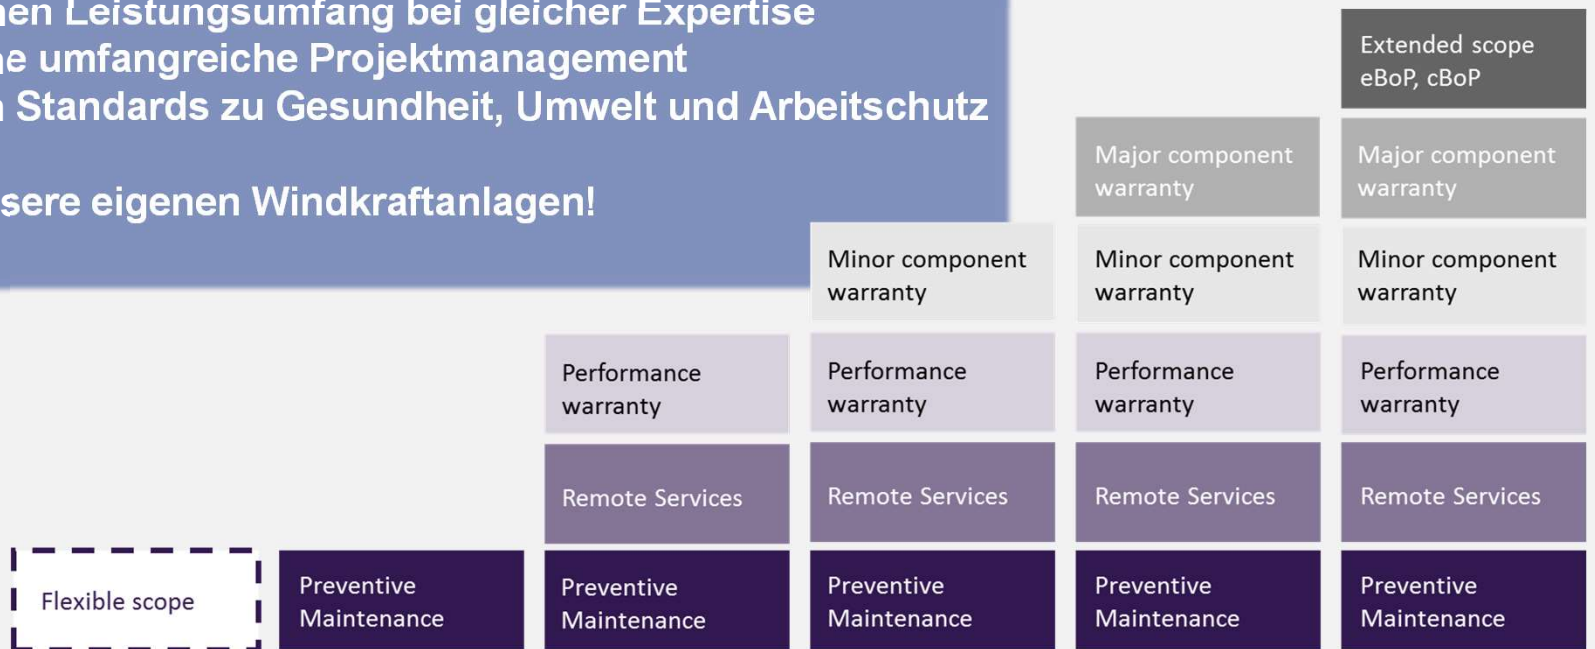 Leistungsumfang bei gleicher Expertise
umfangreiche Projektmanagement
Standards zu Gesundheit, Umwelt und Arbeitschutz
eigenen Windkraftanlagen!
Extended scope
eBoP, cBoP
Major component
warranty
Major component
warranty
Minor component
warranty
Minor component
warranty
Minor component
warranty
Performance
warranty
Performance
warranty
Performance
warranty
Performance
warranty
Remote Services
Remote Services
Remote Services
Remote Services
Flexible scope
Preventive
Maintenance
Preventive
Maintenance
Preventive
Maintenance
Preventive
Maintenance
Preventive
Maintenance